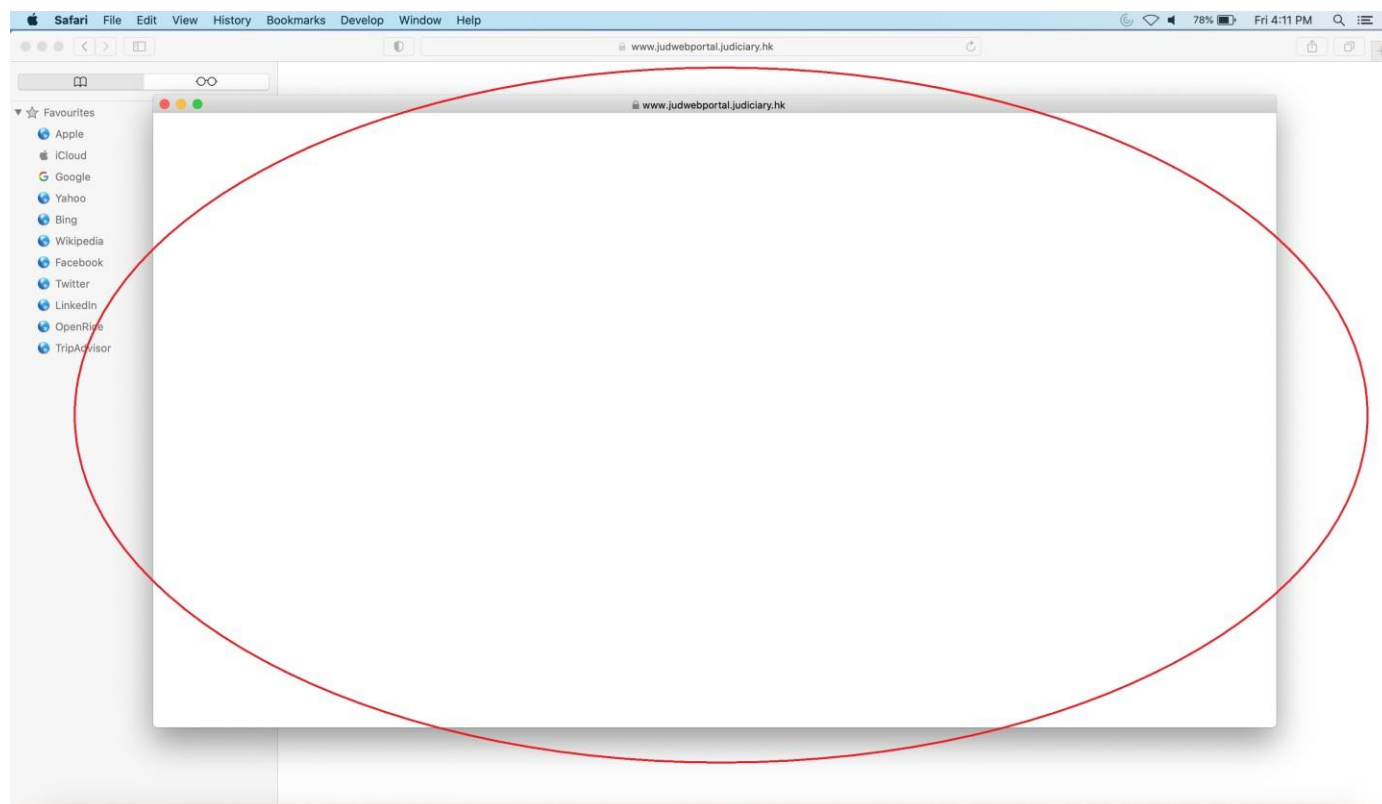 Safari File Edit View History Bookmarks Develop Window Help 78% Fri 4:11 PM
www.judwebportal.judiciary.hk
Favourites
www.judwebportal.judiciary.hk
Apple
iCloud
Google
Yahoo
Bing
Wikipedia
Facebook
Twitter
LinkedIn
OpenRice
TripAdvisor